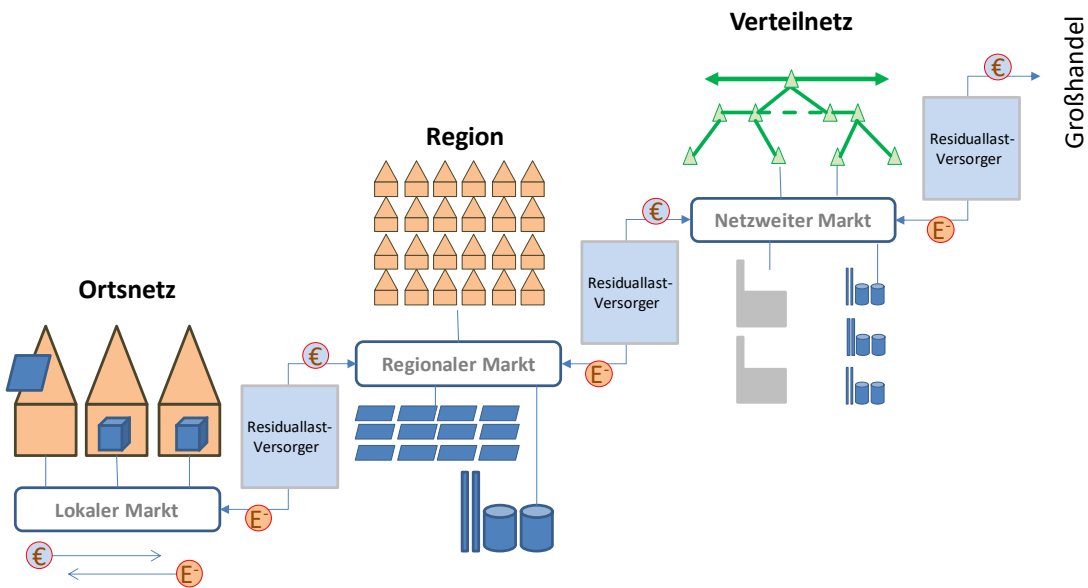 Verteilnetz
Großhandel
€
Residuallast-
Versorger
Region
€
Netzweiter Markt
E-
Residuallast-
Versorger
Ortsnetz
€
Regionaler Markt
E-
Residuallast-
Versorger
Lokaler Markt
E-
€
E-